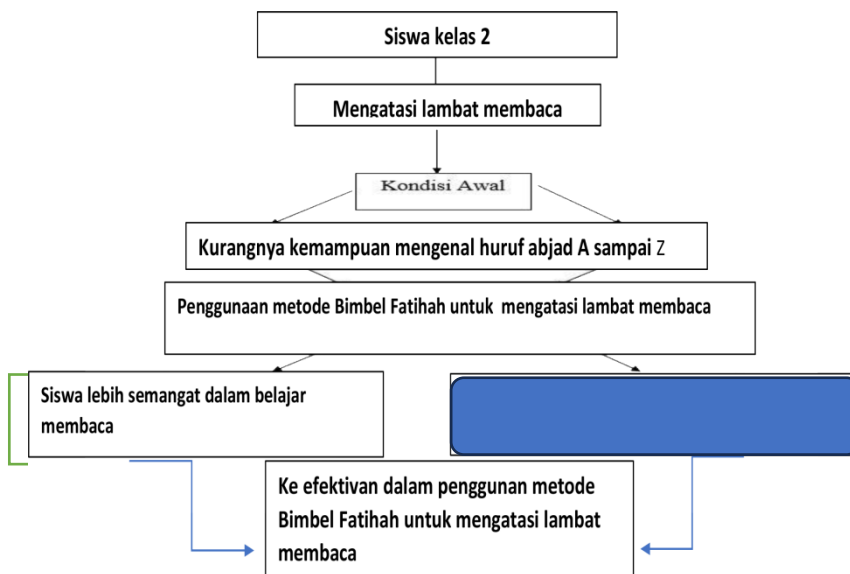 Siswa kelas 2
Mengatasi lambat membaca
Kondisi Awal
Kurangnya kemampuan mengenal huruf abjad A sampai Z
Penggunaan metode Bimbel Fatihah untuk mengatasi lambat membaca
Siswa lebih semangat dalam belajar
membaca
Ke efektivan dalam penggunan metode
Bimbel Fatihah untuk mengatasi lambat
membaca